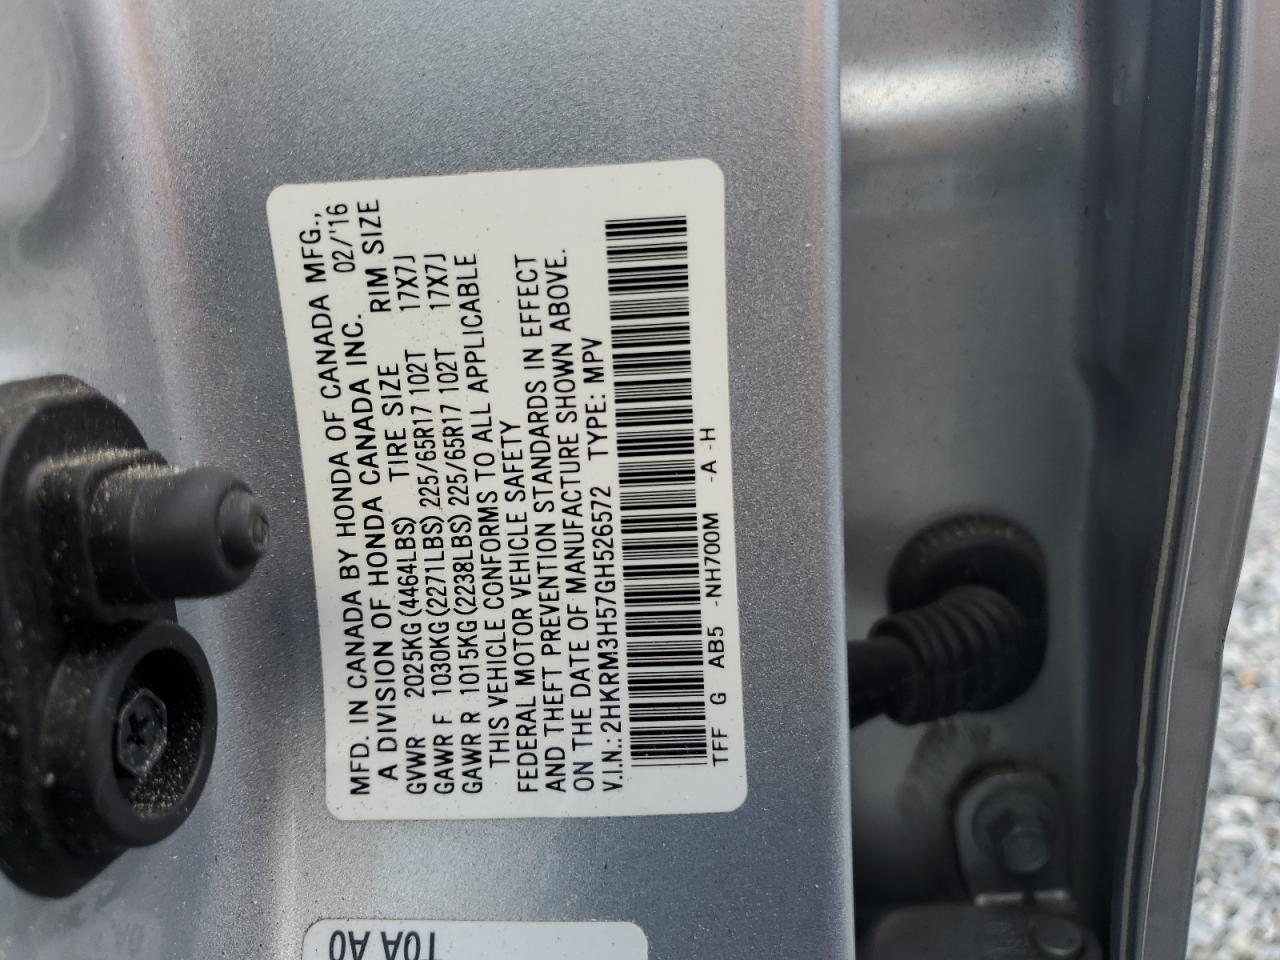 MFD. IN CANADA BY HONDA OF CANADA MFG.,
A DIVISION OF HONDA CANADA INC. 02/'16
GVWR 2025KG(4464LBS) TIRE SIZE RIM SIZE
GAWR F 1030KG(2271LBS) 225/65R17 102T 17X7J
GAWR R 1015KG(2238LBS) 225/65R17 102T 17X7J
THIS VEHICLE CONFORMS TO ALL APPLICABLE
FEDERAL MOTOR VEHICLE SAFETY
AND THEFT PREVENTION STANDARDS IN EFFECT
ON THE DATE OF MANUFACTURE SHOWN ABOVE.
V.I.N.:2HKRM3H57GH526572 TYPE: MPV
TFF G AB5 -NH700M -A -H